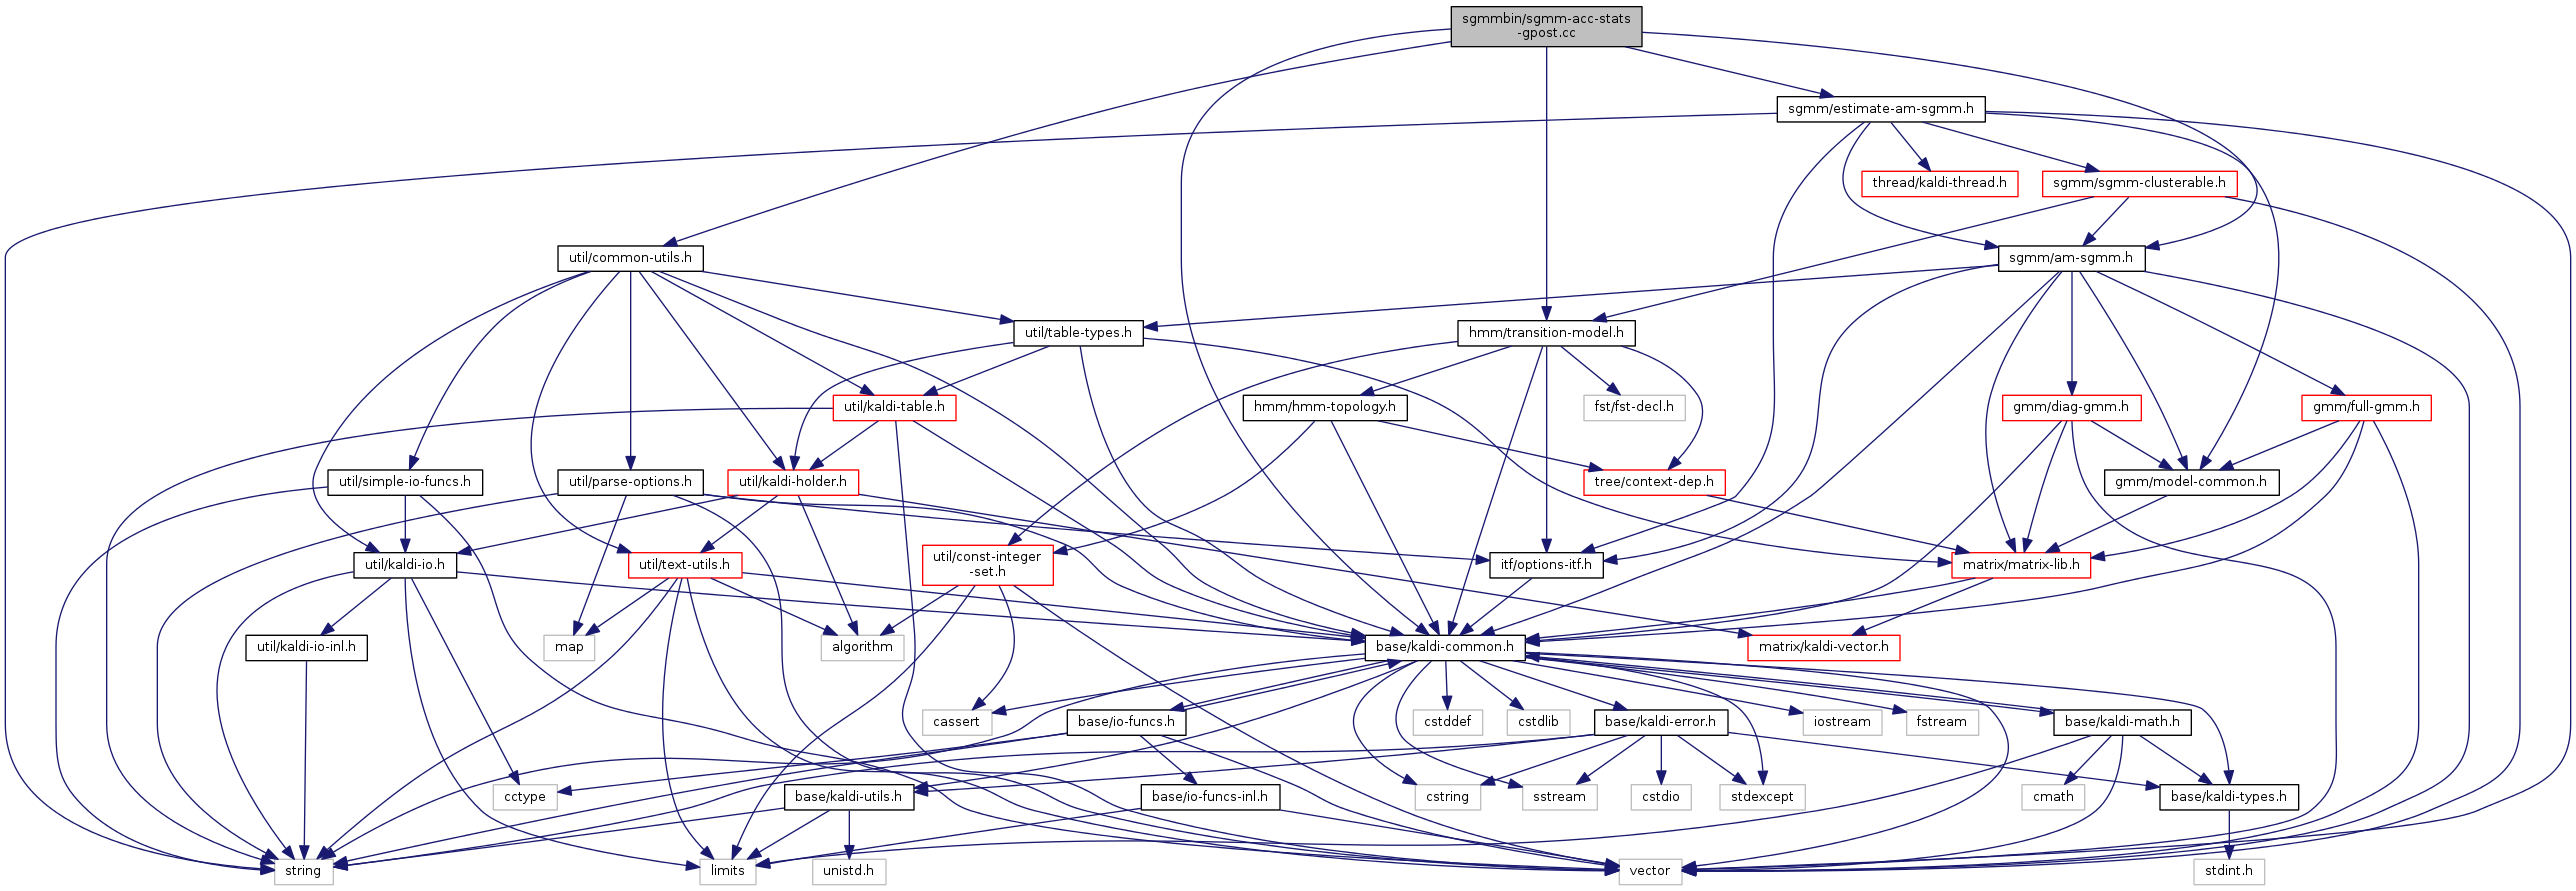 sgmmbin/sgmm-acc-stats
-gpost.cc
sgmm/estimate-am-sgmm.h
thread/kaldi-thread.h
sgmm/sgmm-clusterable.h
util/common-utils.h
sgmm/am-sgmm.h
util/table-types.h
hmm/transition-model.h
util/kaldi-table.h
hmm/hmm-topology.h
fst/fst-decl.h
gmm/diag-gmm.h
gmm/full-gmm.h
util/simple-io-funcs.h
util/parse-options.h
util/kaldi-holder.h
tree/context-dep.h
gmm/model-common.h
util/kaldi-io.h
util/text-utils.h
util/const-integer
-set.h
itf/options-itf.h
matrix/matrix-lib.h
util/kaldi-io-inl.h
map
algorithm
base/kaldi-common.h
matrix/kaldi-vector.h
cassert
base/io-funcs.h
cstddef
cstdlib
base/kaldi-error.h
iostream
fstream
base/kaldi-math.h
cctype
base/kaldi-utils.h
base/io-funcs-inl.h
cstring
sstream
cstdio
stdexcept
cmath
base/kaldi-types.h
string
limits
unistd.h
vector
stdint.h